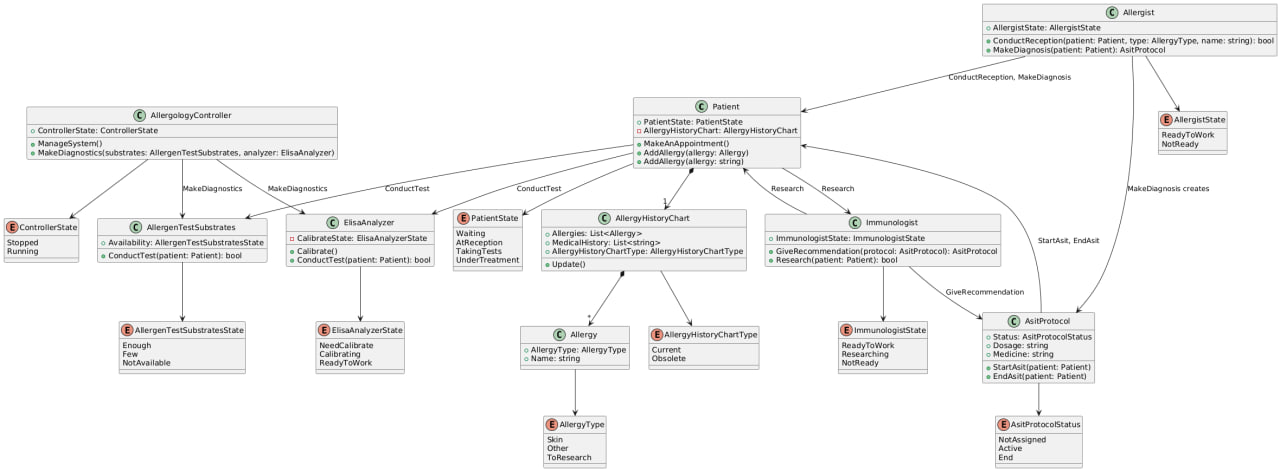 C Allergist
AllergistState: AllergistState
ConductReception(patient: Patient, type: AllergyType, name: string): bool
MakeDiagnosis(patient: Patient): AsitProtocol
ConductReception, MakeDiagnosis
C AllergologyController
ControllerState: ControllerState
ManageSystem()
MakeDiagnostics(substrates: AllergenTestSubstrates, analyzer: ElisaAnalyzer)
C Patient
PatientState: PatientState
AllergyHistoryChart: AllergyHistoryChart
MakeAnAppointment()
AddAllergy(allergy: Allergy)
AddAllergy(allergy: string)
E AllergistState
ReadyToWork
NotReady
MakeDiagnostics
MakeDiagnostics
ConductTest
ConductTest
1
Research
Research
MakeDiagnosis creates
E ControllerState
Stopped
Running
C AllergenTestSubstrates
Availability: AllergenTestSubstratesState
ConductTest(patient: Patient): bool
C ElisaAnalyzer
CalibrateState: ElisaAnalyzerState
Calibrate()
ConductTest(patient: Patient): bool
E PatientState
Waiting
AtReception
TakingTests
UnderTreatment
C AllergyHistoryChart
Allergies: List<Allergy>
MedicalHistory: List<string>
AllergyHistoryChartType: AllergyHistoryChartType
Update()
C Immunologist
ImmunologistState: ImmunologistState
GiveRecommendation(protocol: AsitProtocol): AsitProtocol
Research(patient: Patient): bool
StartAsit, EndAsit
GiveRecommendation
*
E AllergenTestSubstratesState
Enough
Few
NotAvailable
E ElisaAnalyzerState
NeedCalibrate
Calibrating
ReadyToWork
C Allergy
AllergyType: AllergyType
Name: string
E AllergyHistoryChartType
Current
Obsolete
E ImmunologistState
ReadyToWork
Researching
NotReady
C AsitProtocol
Status: AsitProtocolStatus
Dosage: string
Medicine: string
StartAsit(patient: Patient)
EndAsit(patient: Patient)
E AllergyType
Skin
Other
ToResearch
E AsitProtocolStatus
NotAssigned
Active
End